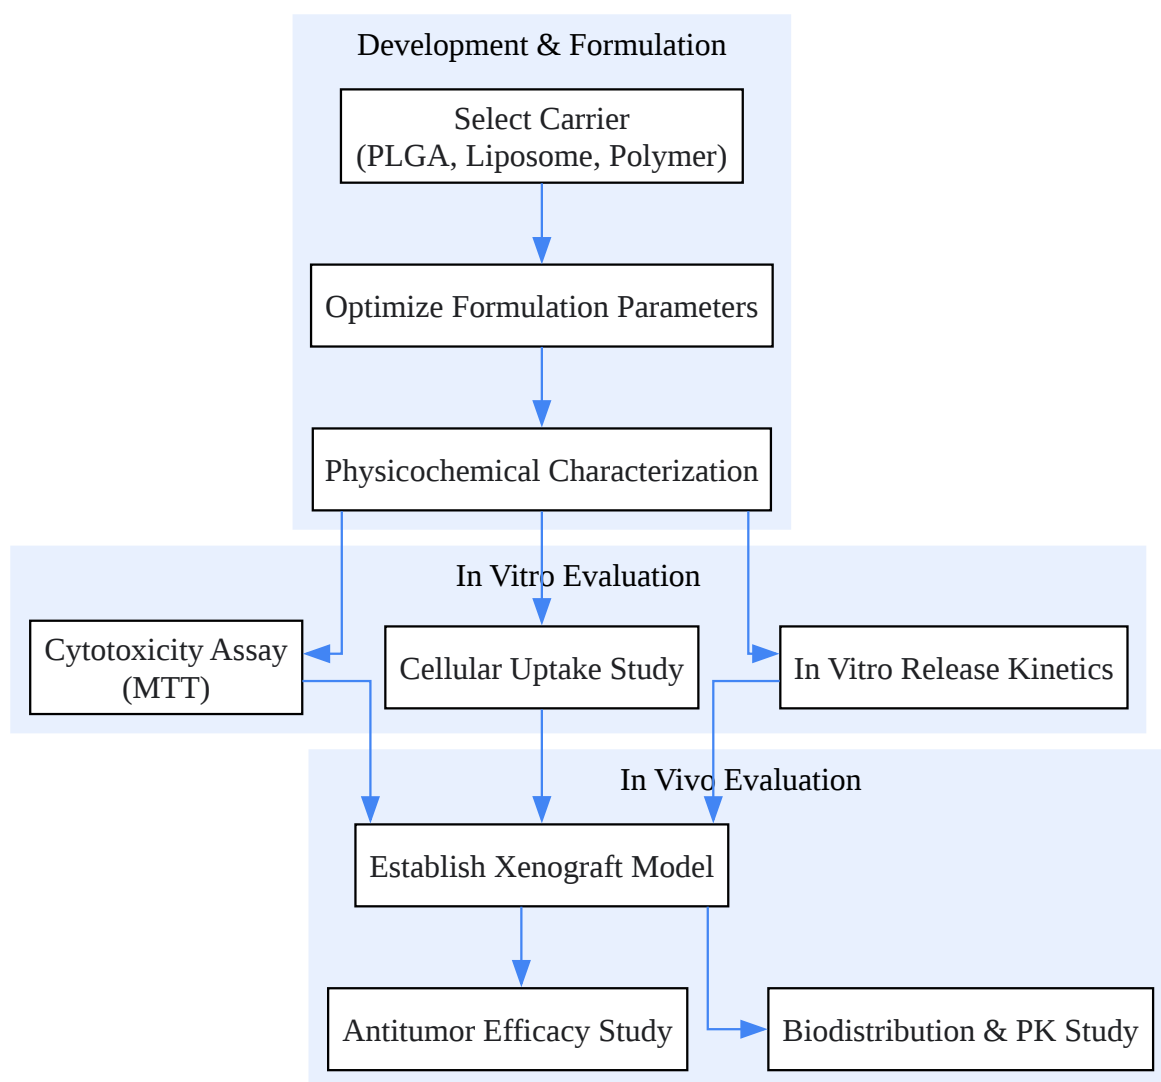 Development & Formulation
Select Carrier
(PLGA, Liposome, Polymer)
Optimize Formulation Parameters
Physicochemical Characterization
In Vitro Evaluation
Cytotoxicity Assay
(MTT)
Cellular Uptake Study
In Vitro Release Kinetics
In Vivo Evaluation
Establish Xenograft Model
Antitumor Efficacy Study
Biodistribution & PK Study